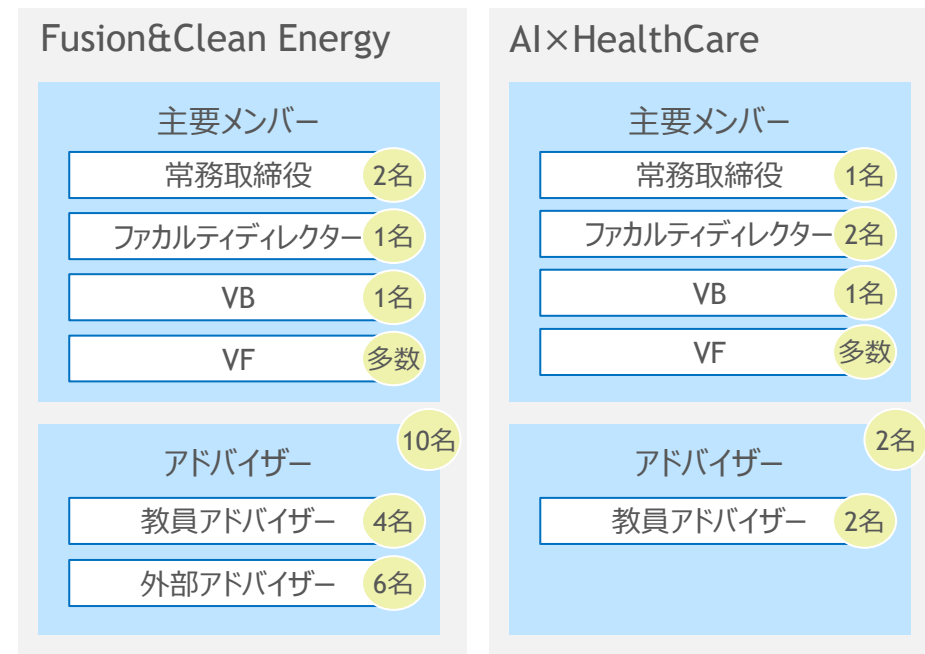 Fusion&Clean Energy
主要メンバー
常務取締役 2名
ファカルティディレクター 1名
VB 1名
VF 多数
10名
アドバイザー
教員アドバイザー 4名
外部アドバイザー 6名
AI×HealthCare
主要メンバー
常務取締役 1名
ファカルティディレクター 2名
VB 1名
VF 多数
2名
アドバイザー
教員アドバイザー 2名